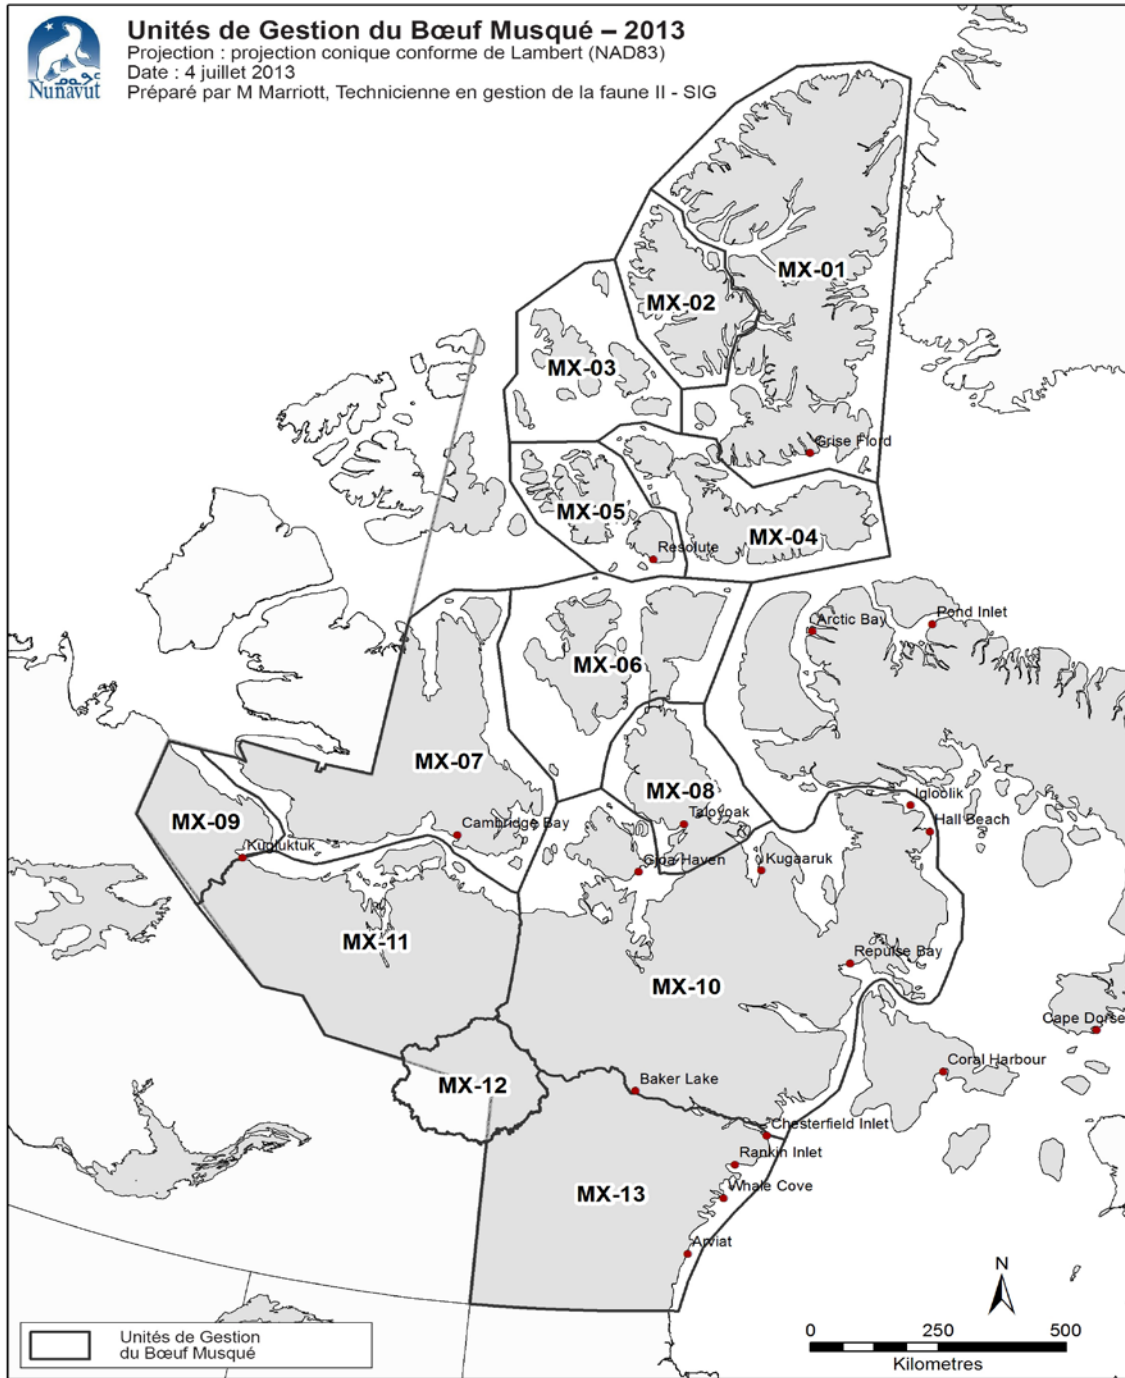 Unités de Gestion du Bœuf Musqué – 2013
Projection : projection conique conforme de Lambert (NAD83)
Date : 4 juillet 2013
Préparé par M Marriott, Technicienne en gestion de la faune II - SIG
Nunavut
MX-01
MX-02
MX-03
Grise Fiord
MX-05
MX-04
Resolute
Arctic Bay
Pond Inlet
MX-06
MX-07
MX-08
Igloolik
MX-09
Cambridge Bay
Taloyoak
Hall Beach
Kugluktuk
Gjoa Haven
Kugaaruk
MX-11
Repulse Bay
MX-10
Cape Dorse
Coral Harbour
MX-12
Baker Lake
Chesterfield Inlet
Rankin Inlet
MX-13
Whale Cove
Arviat
N
Unités de Gestion
du Bœuf Musqué
0 250 500
Kilometres